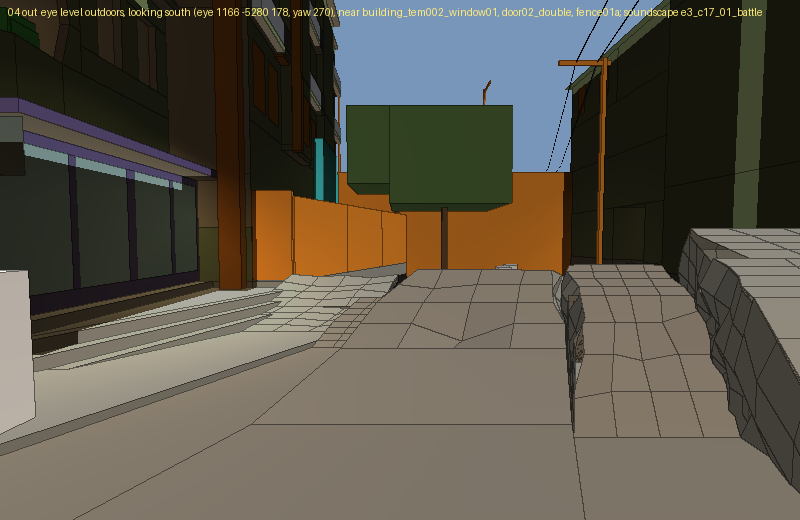 04 out eye level outdoors, looking south (eye 1166 -5280 178, yaw 270), near building_tem002_window01, door02_double, fence01a; soundscape e3_c17_01_battle